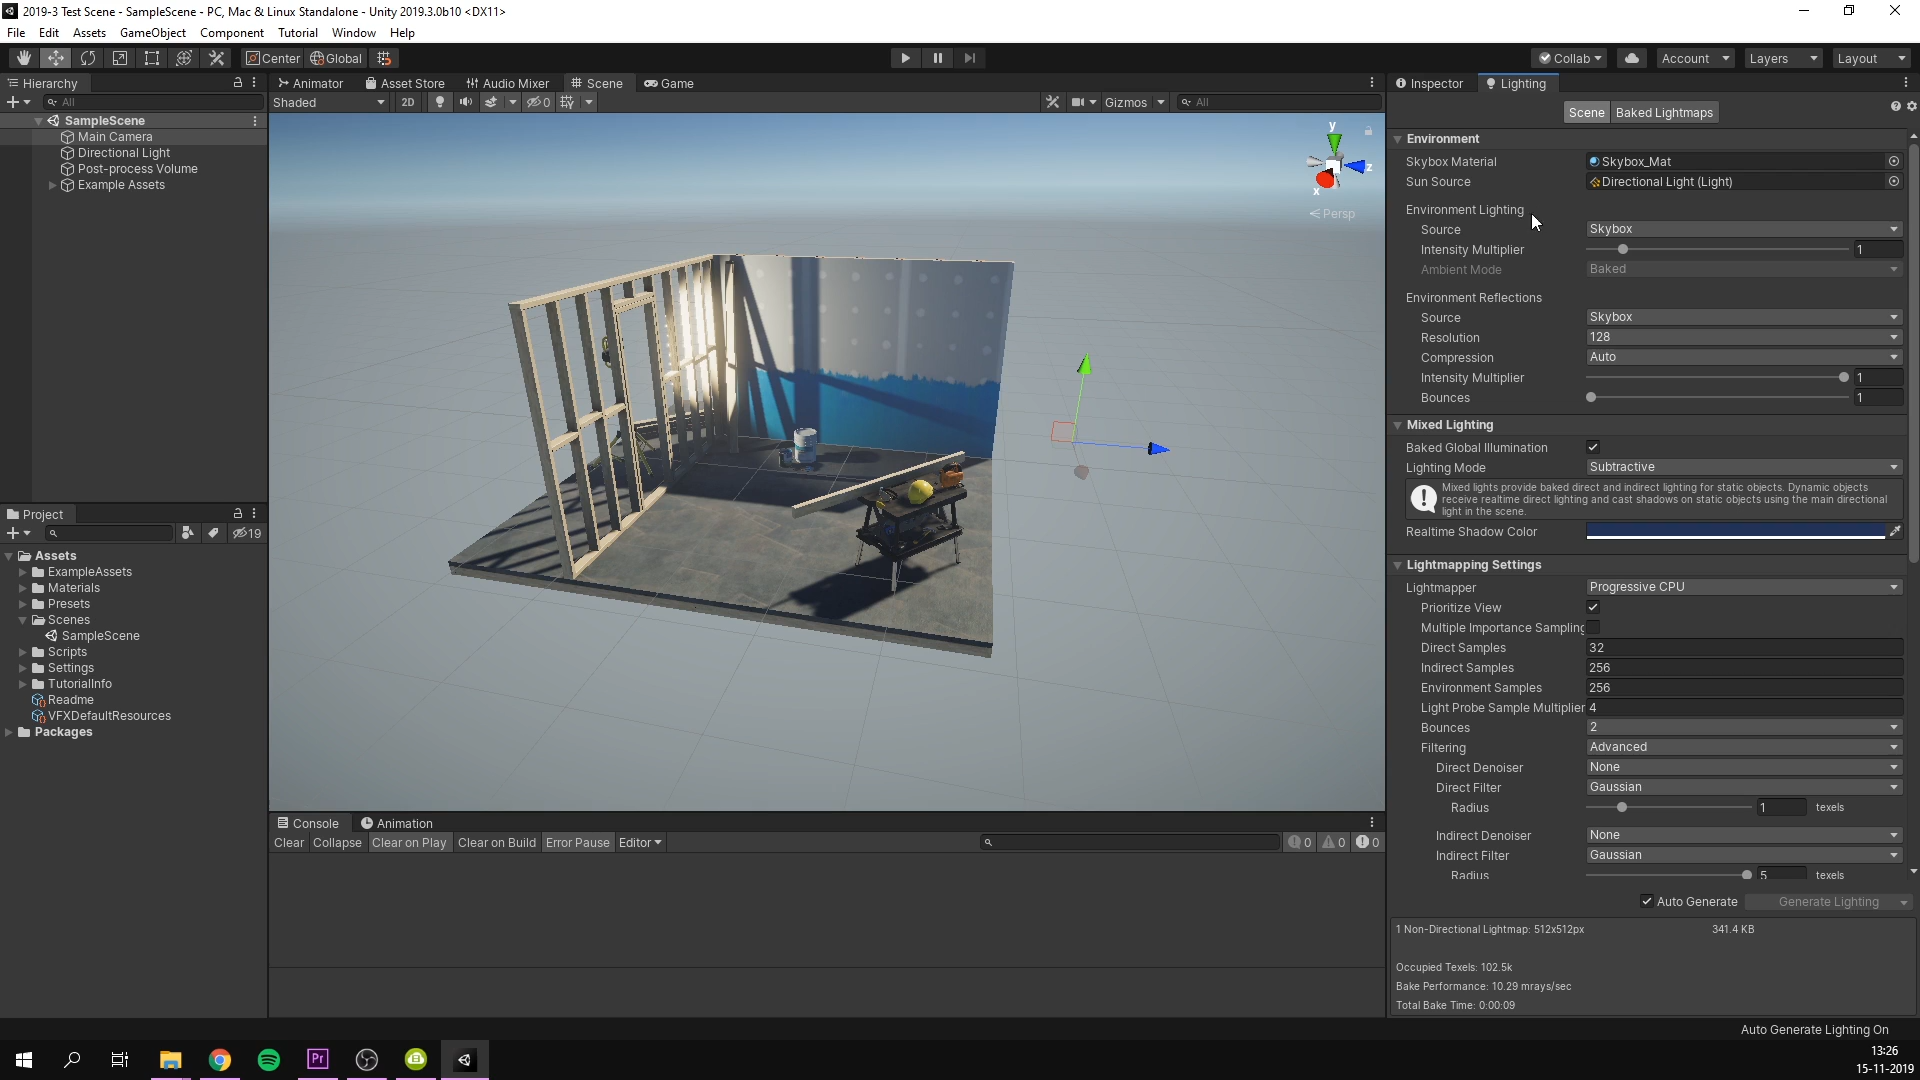 2019-3 Test Scene - SampleScene - PC, Mac & Linux Standalone - Unity 2019.3.0b10 <DX11>
File Edit Assets GameObject Component Tutorial Window Help
Center Global Collab Account Layers Layout
Hierarchy
All
SampleScene
Main Camera
Directional Light
Post-process Volume
Example Assets
Project
19
Assets
ExampleAssets
Materials
Presets
Scenes
SampleScene
Scripts
Settings
TutorialInfo
Readme
VFXDefaultResources
Packages
Animator Asset Store Audio Mixer Scene Game
Shaded 2D 0 Gizmos All
y
z
x
Persp
Console Animation
Clear Collapse Clear on Play Clear on Build Error Pause Editor 0 0 0
Inspector Lighting
Scene Baked Lightmaps
Environment
Skybox Material Skybox_Mat
Sun Source Directional Light (Light)
Environment Lighting
Source Skybox
Intensity Multiplier 1
Ambient Mode Baked
Environment Reflections
Source Skybox
Resolution 128
Compression Auto
Intensity Multiplier 1
Bounces 1
Mixed Lighting
Baked Global Illumination
Lighting Mode Subtractive
Mixed lights provide baked direct and indirect lighting for static objects. Dynamic objects
receive realtime direct lighting and cast shadows on static objects using the main directional
light in the scene.
Realtime Shadow Color
Lightmapping Settings
Lightmapper Progressive CPU
Prioritize View
Multiple Importance Sampling
Direct Samples 32
Indirect Samples 256
Environment Samples 256
Light Probe Sample Multiplier 4
Bounces 2
Filtering Advanced
Direct Denoiser None
Direct Filter Gaussian
Radius 1 texels
Indirect Denoiser None
Indirect Filter Gaussian
Radius 5 texels
Auto Generate Generate Lighting
1 Non-Directional Lightmap: 512x512px 341.4 KB
Occupied Texels: 102.5k
Bake Performance: 10.29 mrays/sec
Total Bake Time: 0:00:09
Auto Generate Lighting On
Pr
13:26
15-11-2019